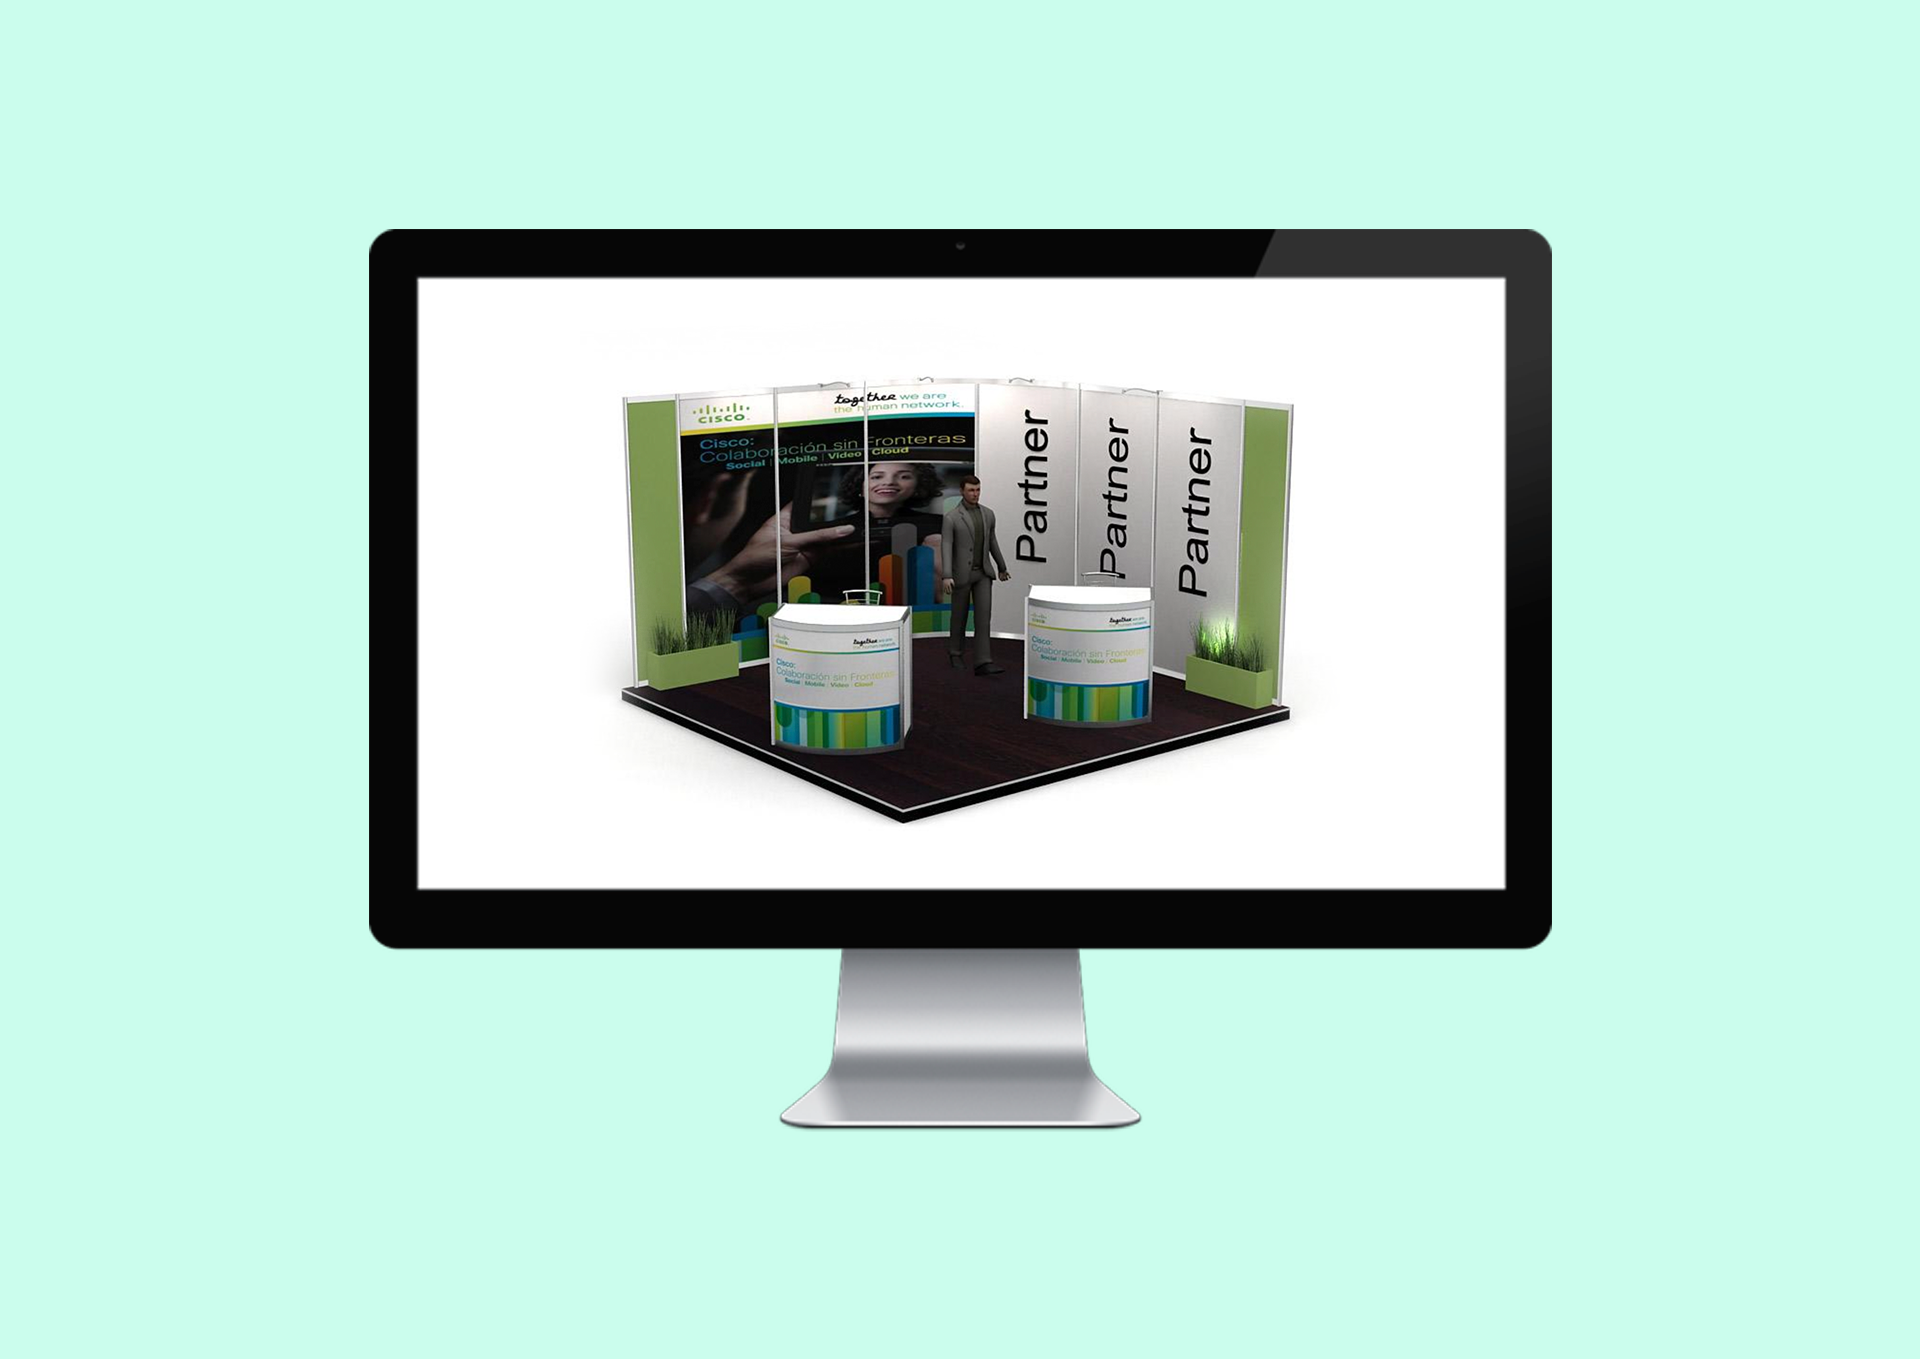 CISCO
together we are
the human network.
Cisco:
Colaboración sin Fronteras
Social | Mobile | Video | Cloud
Partner
Partner
Partner
CISCO
together we are
the human network.
Cisco:
Colaboración sin Fronteras
Social | Mobile | Video | Cloud
CISCO
together we are
the human network.
Cisco:
Colaboración sin Fronteras
Social | Mobile | Video | Cloud